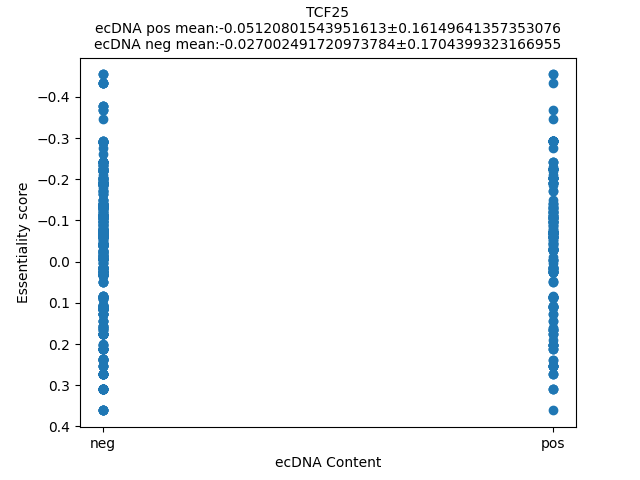 TCF25
ecDNA pos mean:-0.05120801543951613±0.16149641357353076
ecDNA neg mean:-0.027002491720973784±0.1704399323166955
−0.4
−0.3
−0.2
−0.1
0.0
0.1
0.2
0.3
0.4
Essentiality score
neg
pos
ecDNA Content